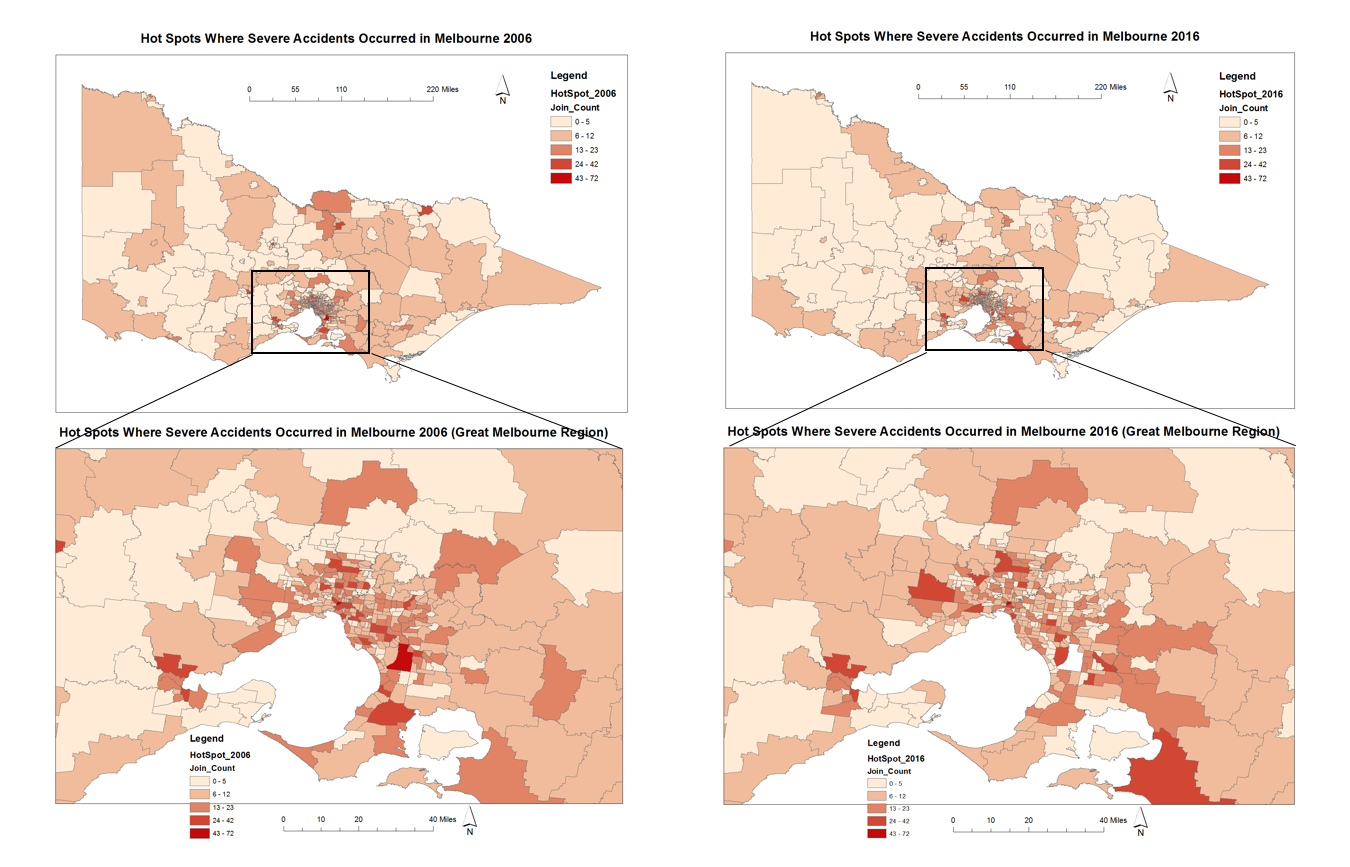 Hot Spots Where Severe Accidents Occurred in Melbourne 2006
0 55 110 220 Miles
N
Legend
HotSpot_2006
Join_Count
0 - 5
6 - 12
13 - 23
24 - 42
43 - 72
Hot Spots Where Severe Accidents Occurred in Melbourne 2016
0 55 110 220 Miles
N
Legend
HotSpot_2016
Join_Count
0 - 5
6 - 12
13 - 23
24 - 42
43 - 72
Hot Spots Where Severe Accidents Occurred in Melbourne 2006 (Great Melbourne Region)
Legend
HotSpot_2006
Join_Count
0 - 5
6 - 12
13 - 23
24 - 42
43 - 72
0 10 20 40 Miles
N
Hot Spots Where Severe Accidents Occurred in Melbourne 2016 (Great Melbourne Region)
Legend
HotSpot_2016
Join_Count
0 - 5
6 - 12
13 - 23
24 - 42
43 - 72
0 10 20 40 Miles
N